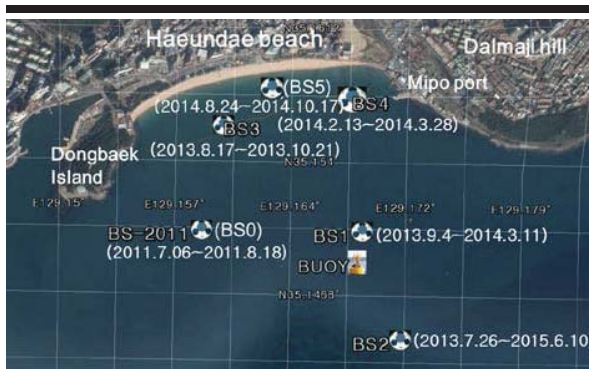 Haeundae beach
Dalmaji hill
(BS5)
Mipo port
(2014.8.24~2014.10.17)
BS4
BS3
(2014.2.13~2014.3.28)
(2013.8.17~2013.10.21)
Dongbaek
Island
N35.151
E129.15°
E129.157°
E129.164°
E129.172°
E129.179°
BS-2011
(BS0)
BS1
(2013.9.4~2014.3.11)
(2011.7.06~2011.8.18)
BUOY
N35.1468°
BS2
(2013.7.26~2015.6.10